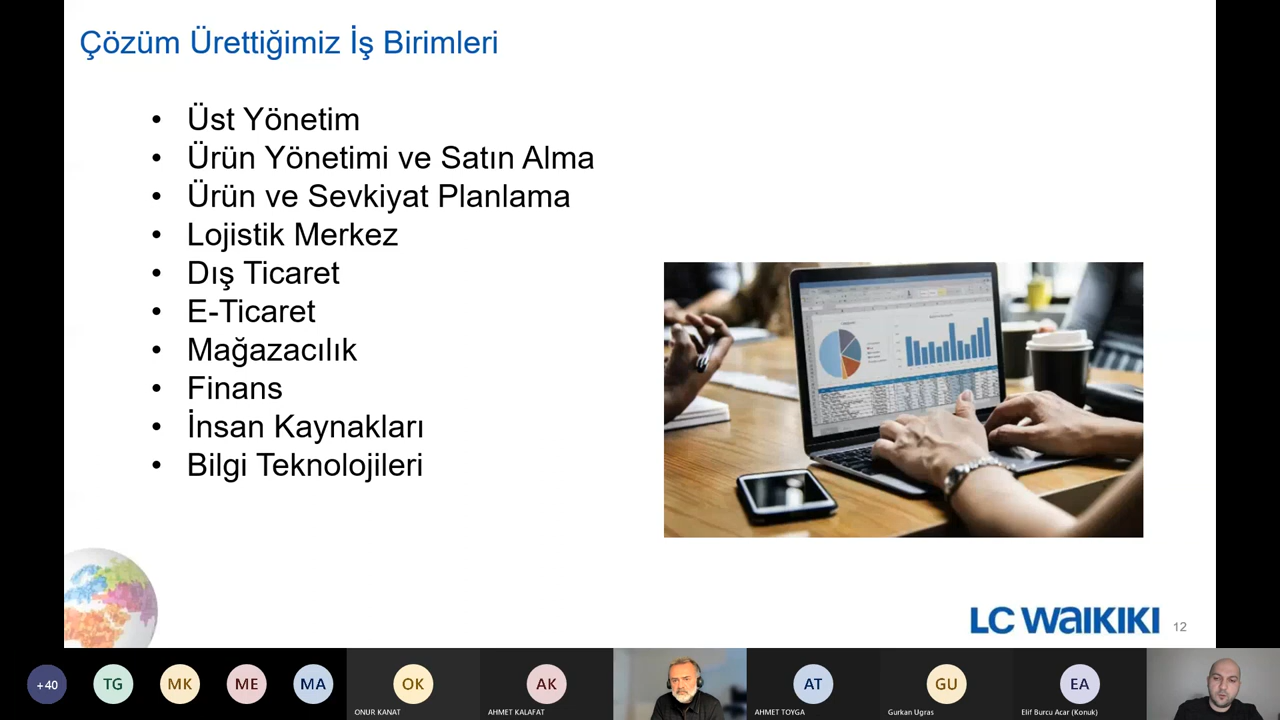 Çözüm Ürettiğimiz İş Birimleri
• Üst Yönetim
• Ürün Yönetimi ve Satın Alma
• Ürün ve Sevkiyat Planlama
• Lojistik Merkez
• Dış Ticaret
• E-Ticaret
• Mağazacılık
• Finans
• İnsan Kaynakları
• Bilgi Teknolojileri
LC WAIKIKI
12
+40
TG
MK
ME
MA
OK
ONUR KANAT
AK
AHMET KALAFAT
AT
AHMET TOYGA
GU
Gurkan Ugras
EA
Elif Burcu Acar (Konuk)